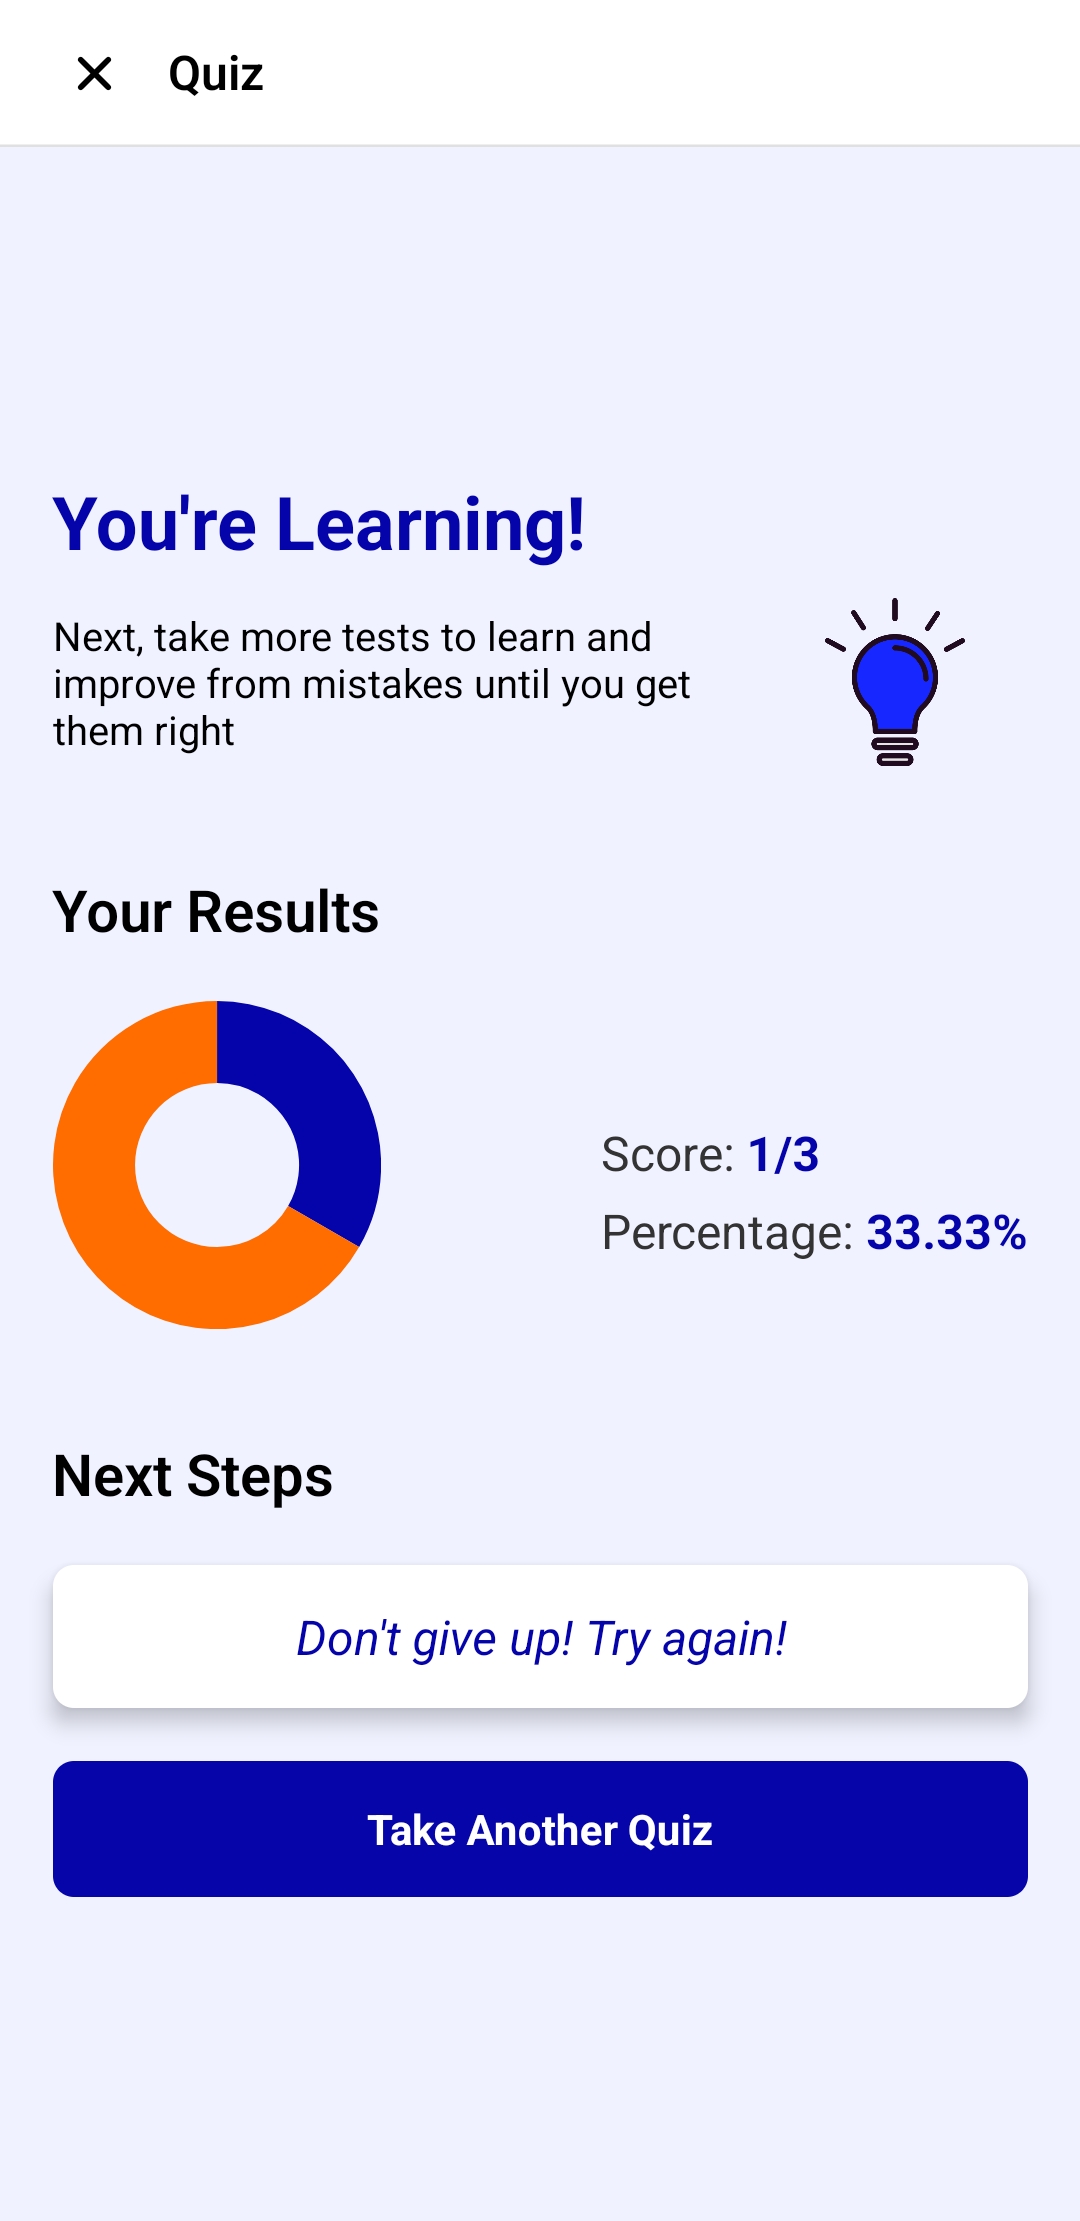 Quiz
You're Learning!
Next, take more tests to learn and
improve from mistakes until you get
them right
Your Results
Score: 1/3
Percentage: 33.33%
Next Steps
Don't give up! Try again!
Take Another Quiz